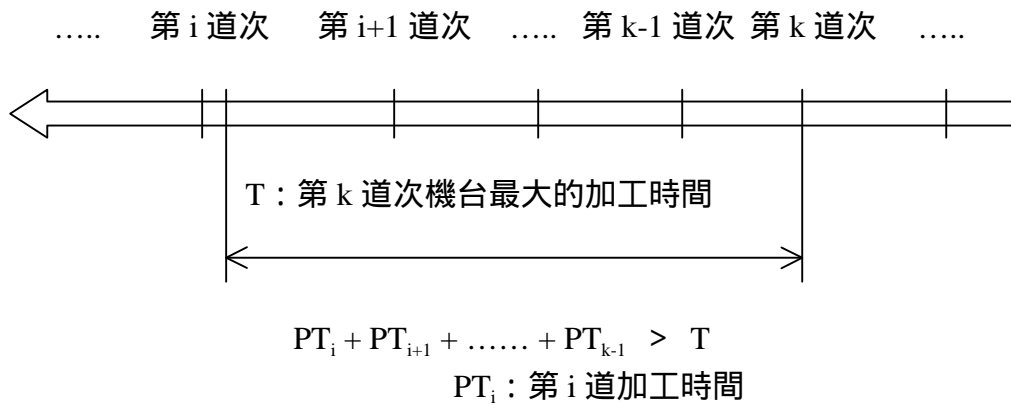 ….. 第 i 道次 第 i+1 道次 ….. 第 k-1 道次 第 k 道次 …..
T：第 k 道次機台最大的加工時間
PTi + PTi+1 + …… + PTk-1 > T
PTi：第 i 道加工時間